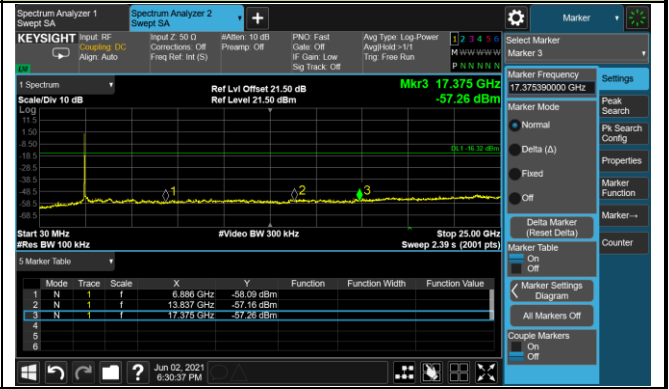 Spectrum Analyzer 1
Swept SA
Spectrum Analyzer 2
Swept SA
+
KEYSIGHT
Input: RF
Coupling: DC
Align: Auto
Input Z: 50 Ω
Corrections: Off
Freq Ref: Int (S)
#Atten: 10 dB
Preamp: Off
PNO: Fast
Gate: Off
IF Gain: Low
Sig Track: Off
Avg Type: Log-Power
Avg|Hold:>1/1
Trig: Free Run
1 2 3 4 5 6
M W W W W W
P N N N N N
1 Spectrum
Scale/Div 10 dB
Ref Lvl Offset 21.50 dB
Ref Level 21.50 dBm
Mkr3 17.375 GHz
-57.26 dBm
Log
11.5
1.50
-8.50
-18.5
-28.5
-38.5
-48.5
-58.5
-68.5
DL1 -16.32 dBm
1
2
3
Start 30 MHz
#Res BW 100 kHz
#Video BW 300 kHz
Stop 25.00 GHz
Sweep 2.39 s (2001 pts)
5 Marker Table
Mode Trace Scale X Y Function Function Width Function Value
1 N 1 f 6.886 GHz -58.09 dBm
2 N 1 f 13.837 GHz -57.16 dBm
3 N 1 f 17.375 GHz -57.26 dBm
4
5
6
?
Jun 02, 2021
6:30:37 PM
Marker
Select Marker
Marker 3
Marker Frequency
17.375390000 GHz
Marker Mode
Normal
Delta (Δ)
Fixed
Off
Delta Marker
(Reset Delta)
Marker Table
On
Off
Marker Settings
Diagram
All Markers Off
Couple Markers
On
Off
Settings
Peak
Search
Pk Search
Config
Properties
Marker
Function
Marker→
Counter